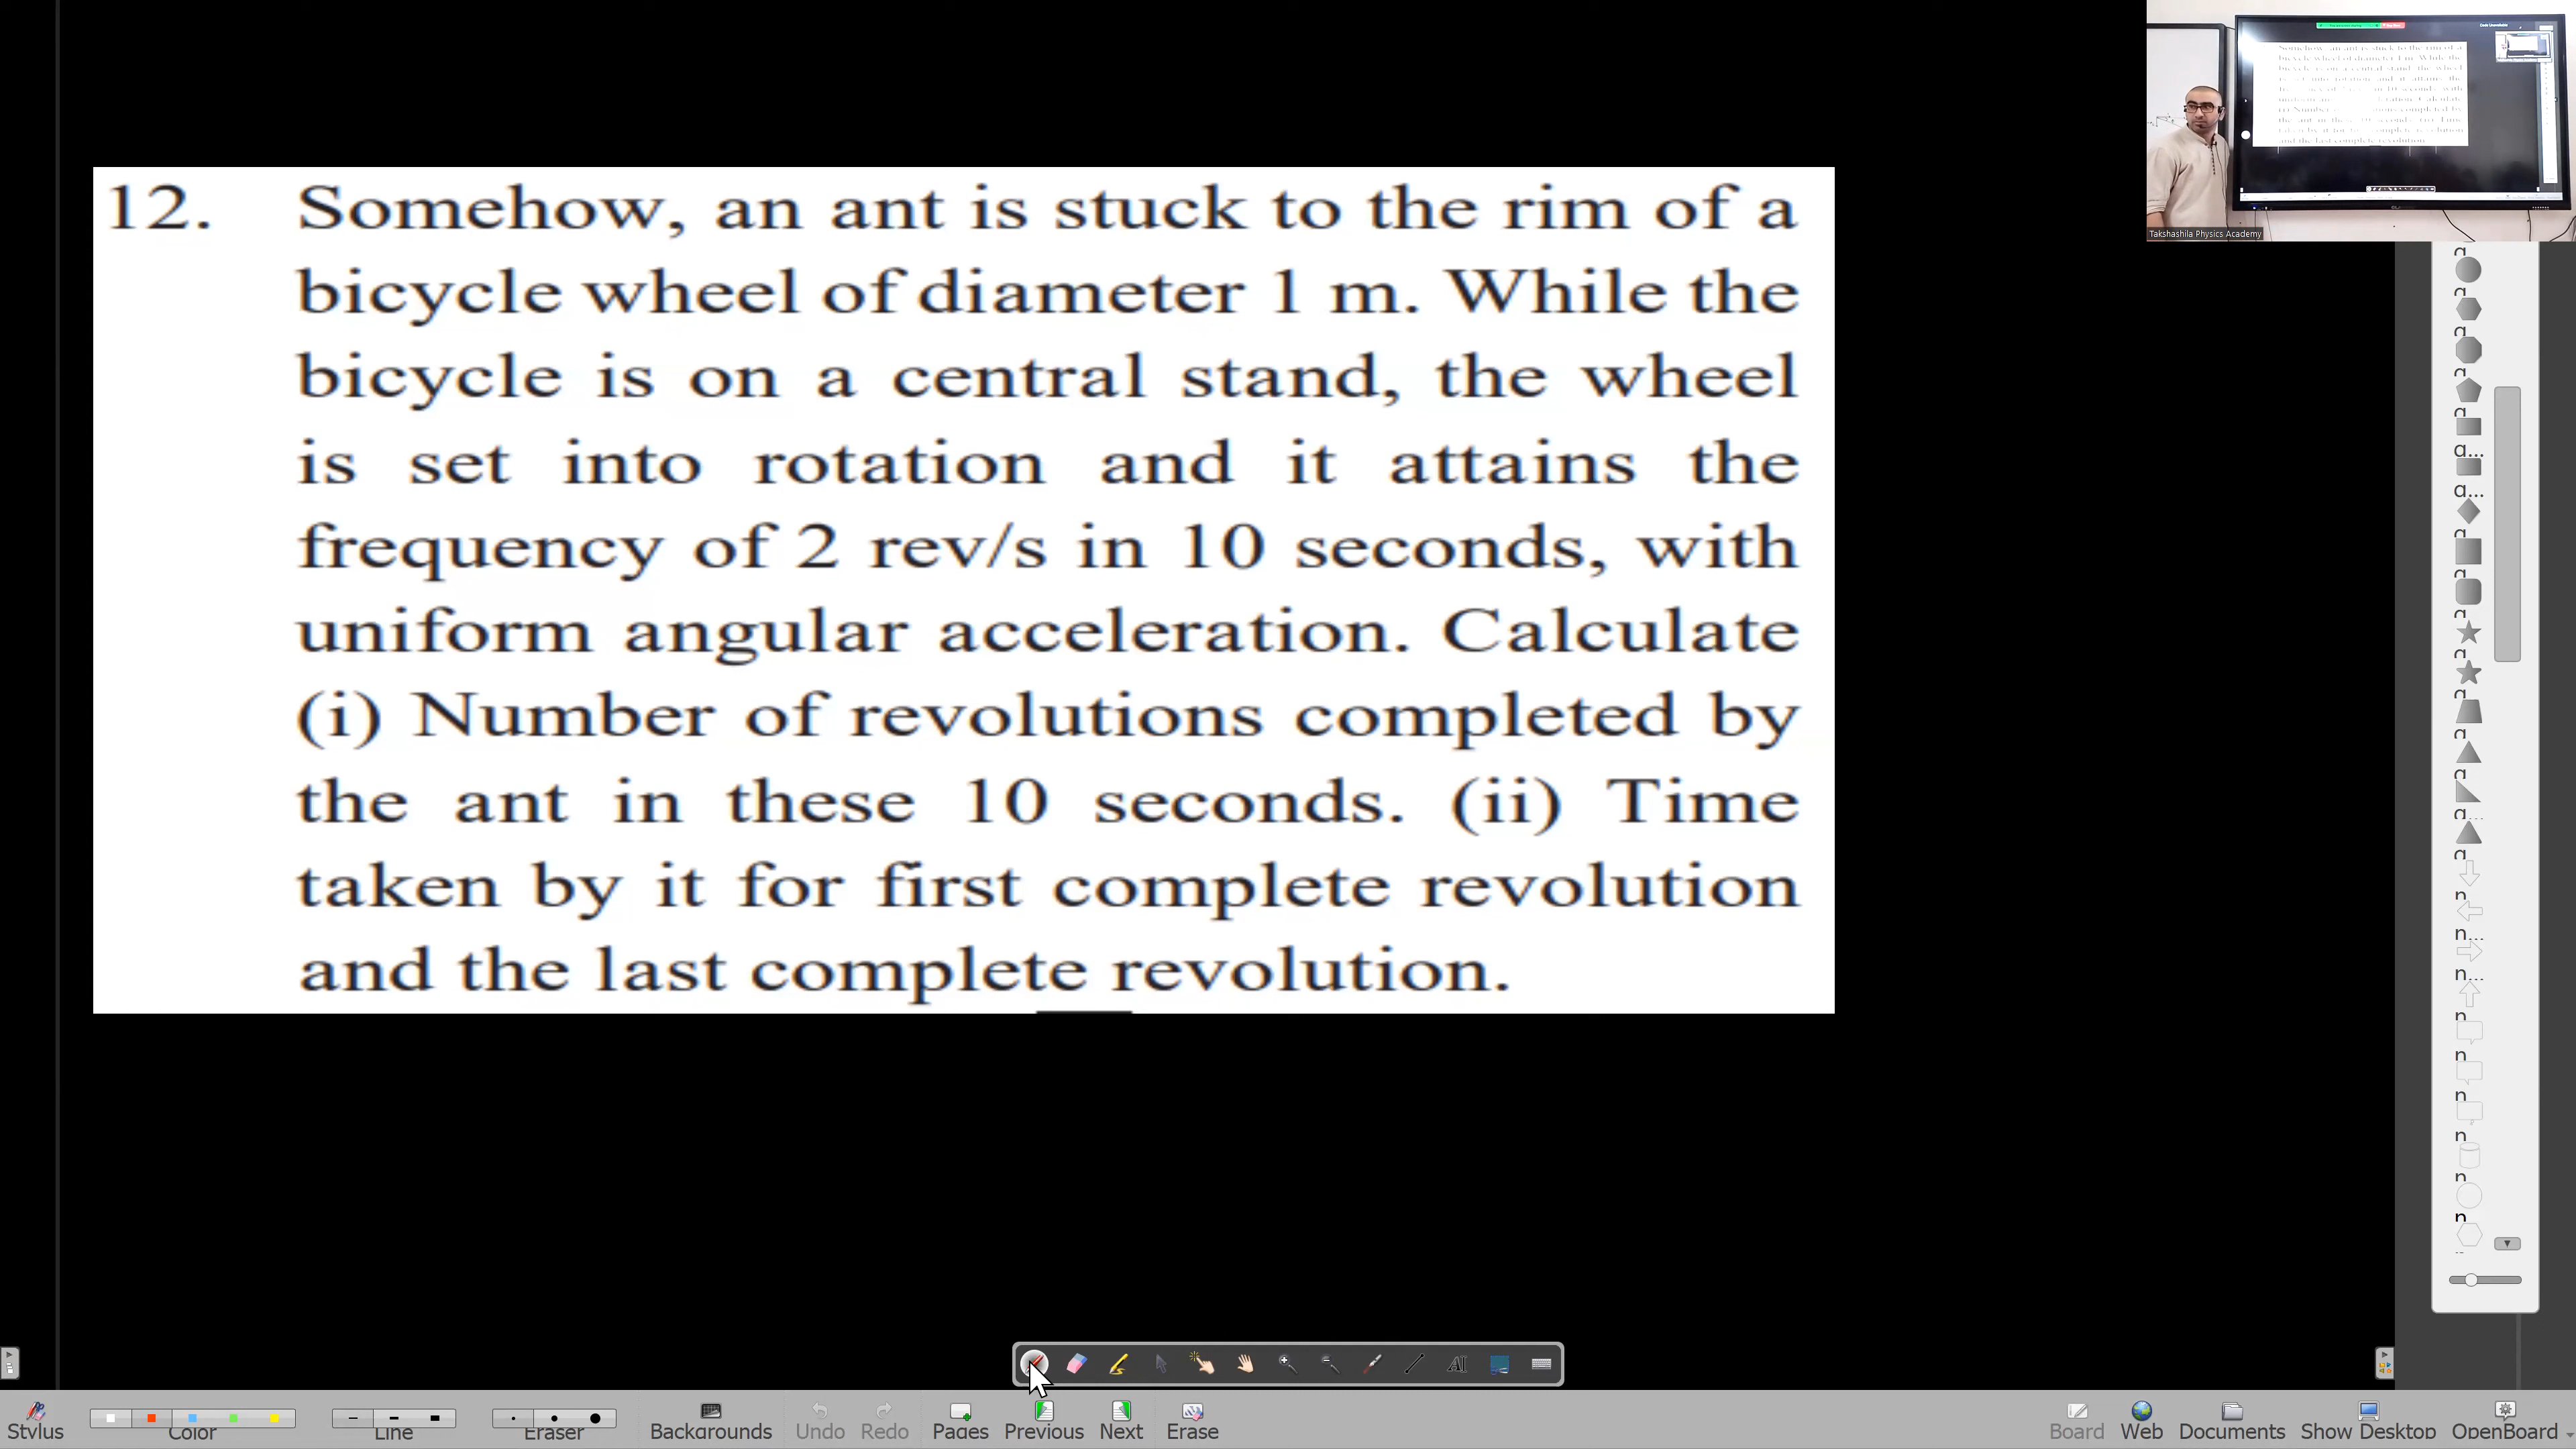 12. Somehow, an ant is stuck to the rim of a
bicycle wheel of diameter 1 m. While the
bicycle is on a central stand, the wheel
is set into rotation and it attains the
frequency of 2 rev/s in 10 seconds, with
uniform angular acceleration. Calculate
(i) Number of revolutions completed by
the ant in these 10 seconds. (ii) Time
taken by it for first complete revolution
and the last complete revolution.
Takshashila Physics Academy
Stylus
Color
Line
Eraser
Backgrounds
Undo
Redo
Pages
Previous
Next
Erase
Board
Web
Documents
Show Desktop
OpenBoard